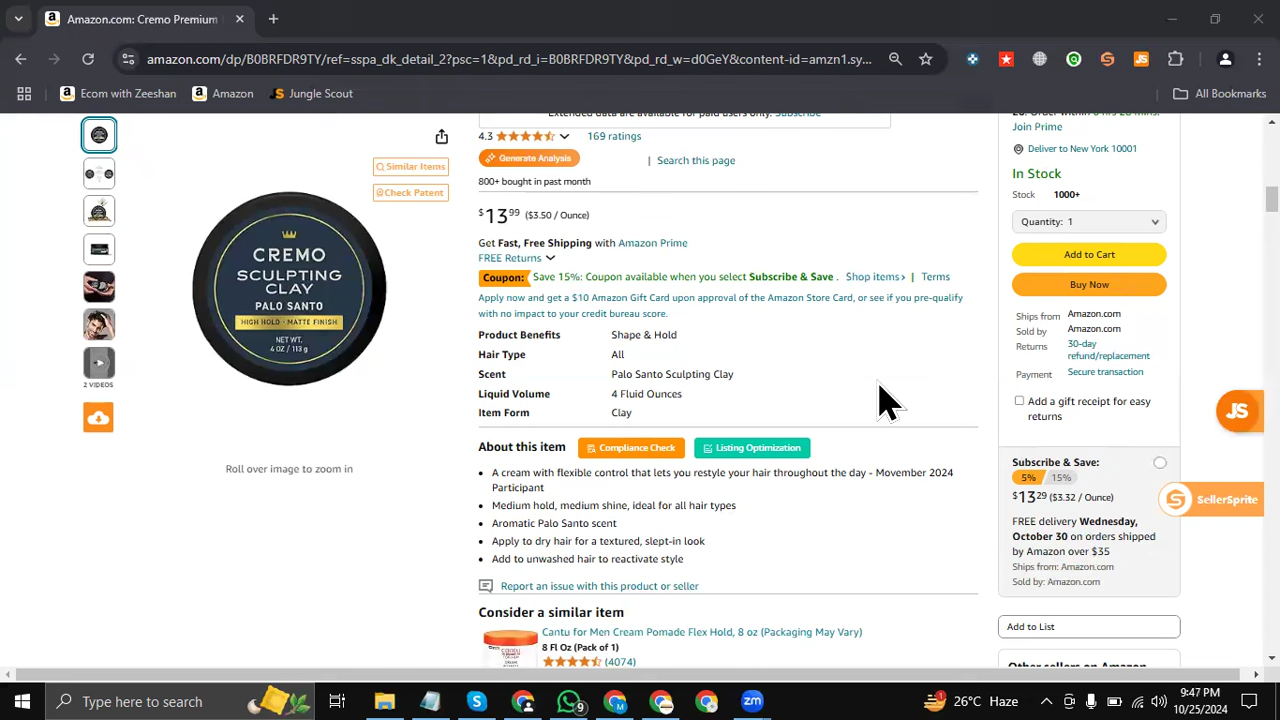 Amazon.com: Cremo Premium
amazon.com/dp/B0BRFDR9TY/ref=sspa_dk_detail_2?psc=1&pd_rd_i=B0BRFDR9TY&pd_rd_w=d0GeY&content-id=amzn1.sy...
Ecom with Zeeshan
Amazon
JS Jungle Scout
All Bookmarks
4.3
169 ratings
Generate Analysis
| Search this page
800+ bought in past month
$13 99 ($3.50 / Ounce)
Get Fast, Free Shipping with Amazon Prime
FREE Returns
Coupon: Save 15%: Coupon available when you select Subscribe & Save . Shop items › | Terms
Apply now and get a $10 Amazon Gift Card upon approval of the Amazon Store Card, or see if you pre-qualify
with no impact to your credit bureau score.
Product Benefits Shape & Hold
Hair Type All
Scent Palo Santo Sculpting Clay
Liquid Volume 4 Fluid Ounces
Item Form Clay
About this item
Compliance Check
Listing Optimization
• A cream with flexible control that lets you restyle your hair throughout the day - Movember 2024
Participant
• Medium hold, medium shine, ideal for all hair types
• Aromatic Palo Santo scent
• Apply to dry hair for a textured, slept-in look
• Add to unwashed hair to reactivate style
Report an issue with this product or seller
Consider a similar item
Cantu for Men Cream Pomade Flex Hold, 8 oz (Packaging May Vary)
8 Fl Oz (Pack of 1)
(4074)
cantu
Similar Items
Check Patent
CREMO
SCULPTING
CLAY
PALO SANTO
HIGH HOLD · MATTE FINISH
NET WT.
4 OZ / 113 g
2 VIDEOS
Roll over image to zoom in
Join Prime
Deliver to New York 10001
In Stock
Stock 1000+
Quantity: 1
Add to Cart
Buy Now
Ships from Amazon.com
Sold by Amazon.com
Returns 30-day
refund/replacement
Payment Secure transaction
Add a gift receipt for easy
returns
Subscribe & Save:
5% 15%
$13 29 ($3.32 / Ounce)
FREE delivery Wednesday,
October 30 on orders shipped
by Amazon over $35
Ships from: Amazon.com
Sold by: Amazon.com
Add to List
Other sellers on Amazon
JS
S SellerSprite
Type here to search
9
zm
1
26°C Haze
9:47 PM
10/25/2024